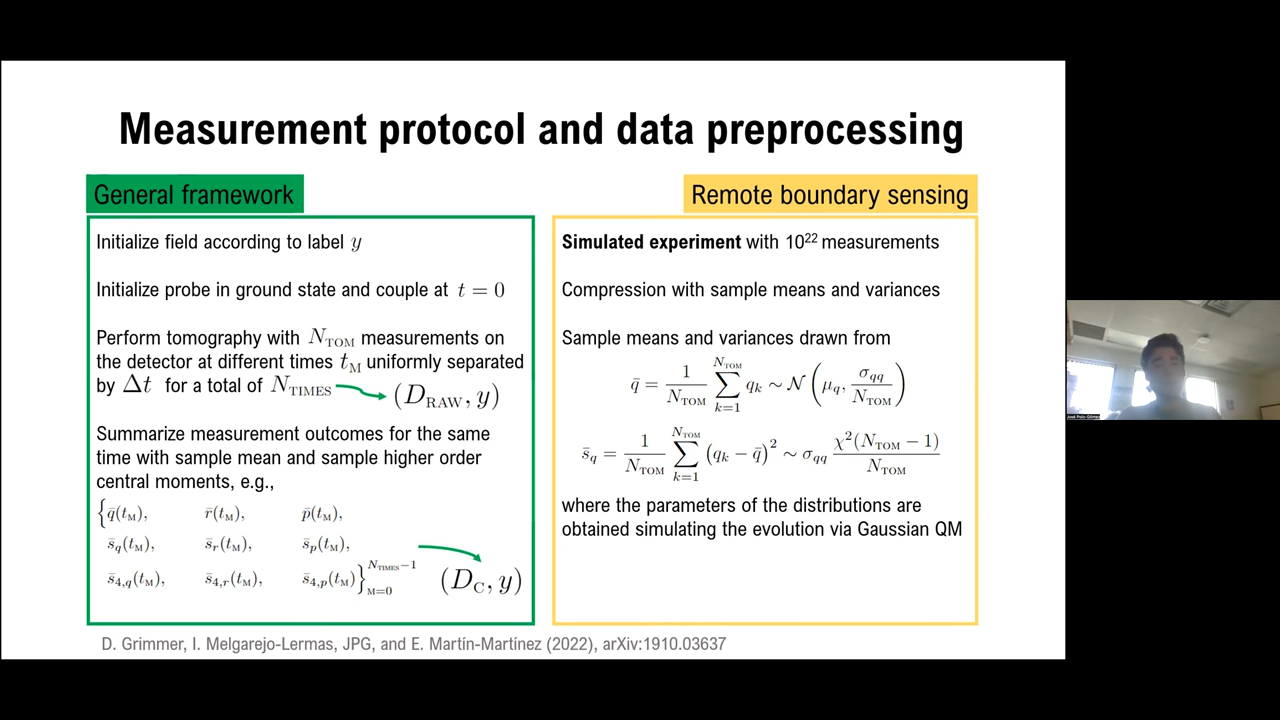 Measurement protocol and data preprocessing
General framework
Initialize field according to label y
Initialize probe in ground state and couple at t = 0
Perform tomography with N_TOM measurements on
the detector at different times t_M uniformly separated
by Δt for a total of N_TIMES → (D_RAW, y)
Summarize measurement outcomes for the same
time with sample mean and sample higher order
central moments, e.g.,
{q̄(t_M), r̄(t_M), p̄(t_M),
s̄_q(t_M), s̄_r(t_M), s̄_p(t_M),
s̄_{4,q}(t_M), s̄_{4,r}(t_M), s̄_{4,p}(t_M)}_{M=0}^{N_TIMES−1} → (D_C, y)
Remote boundary sensing
Simulated experiment with 10^22 measurements
Compression with sample means and variances
Sample means and variances drawn from
q̄ = 1/N_TOM ∑_{k=1}^{N_TOM} q_k ∼ 𝒩(μ_q, σ_qq/N_TOM)
s̄_q = 1/N_TOM ∑_{k=1}^{N_TOM} (q_k − q̄)^2 ∼ σ_qq χ^2(N_TOM − 1)/N_TOM
where the parameters of the distributions are
obtained simulating the evolution via Gaussian QM
D. Grimmer, I. Melgarejo-Lermas, JPG, and E. Martín-Martínez (2022), arXiv:1910.03637
José Polo-Gómez